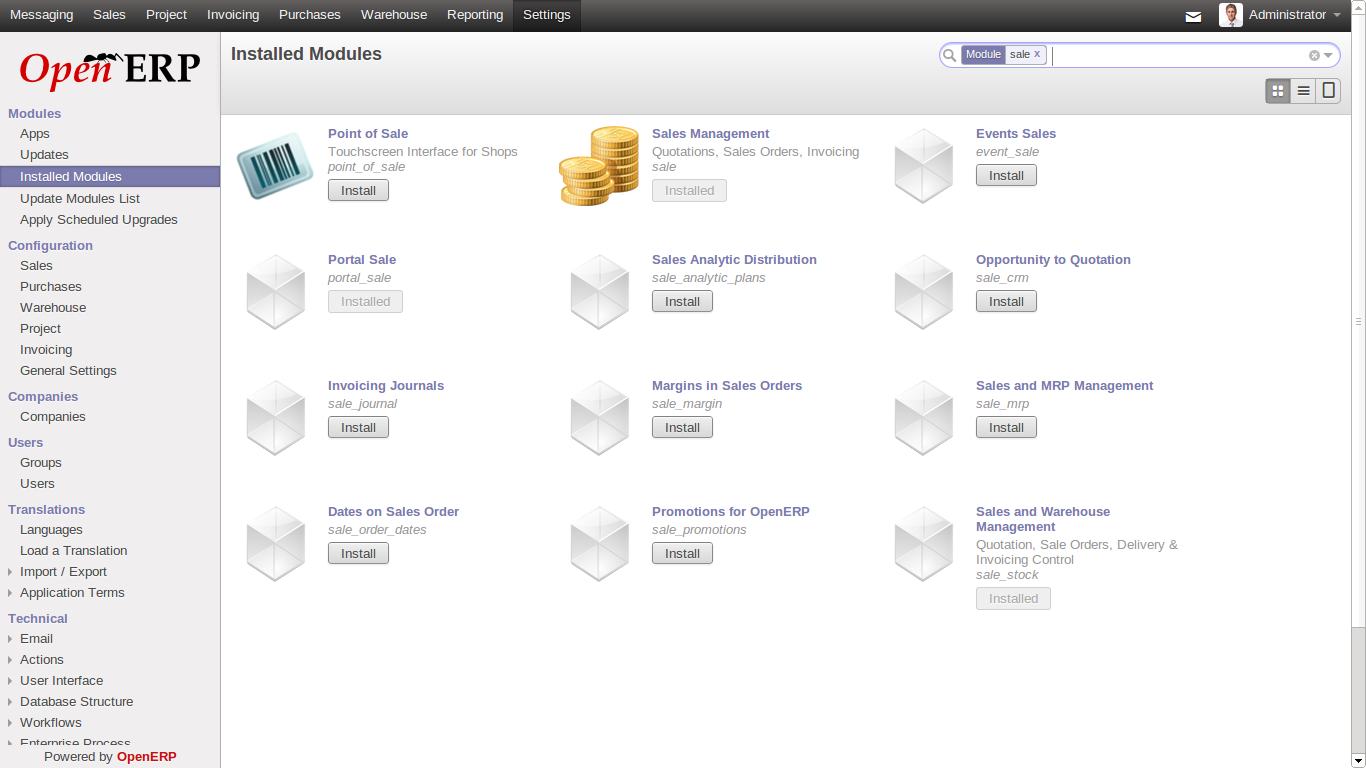 Messaging Sales Project Invoicing Purchases Warehouse Reporting Settings Administrator
Open ERP
Modules
Apps
Updates
Installed Modules
Update Modules List
Apply Scheduled Upgrades
Configuration
Sales
Purchases
Warehouse
Project
Invoicing
General Settings
Companies
Companies
Users
Groups
Users
Translations
Languages
Load a Translation
Import / Export
Application Terms
Technical
Email
Actions
User Interface
Database Structure
Workflows
Enterprise Process
Powered by OpenERP
Installed Modules
Module sale x
Point of Sale
Touchscreen Interface for Shops
point_of_sale
Install
Sales Management
Quotations, Sales Orders, Invoicing
sale
Installed
Events Sales
event_sale
Install
Portal Sale
portal_sale
Installed
Sales Analytic Distribution
sale_analytic_plans
Install
Opportunity to Quotation
sale_crm
Install
Invoicing Journals
sale_journal
Install
Margins in Sales Orders
sale_margin
Install
Sales and MRP Management
sale_mrp
Install
Dates on Sales Order
sale_order_dates
Install
Promotions for OpenERP
sale_promotions
Install
Sales and Warehouse
Management
Quotation, Sale Orders, Delivery &
Invoicing Control
sale_stock
Installed